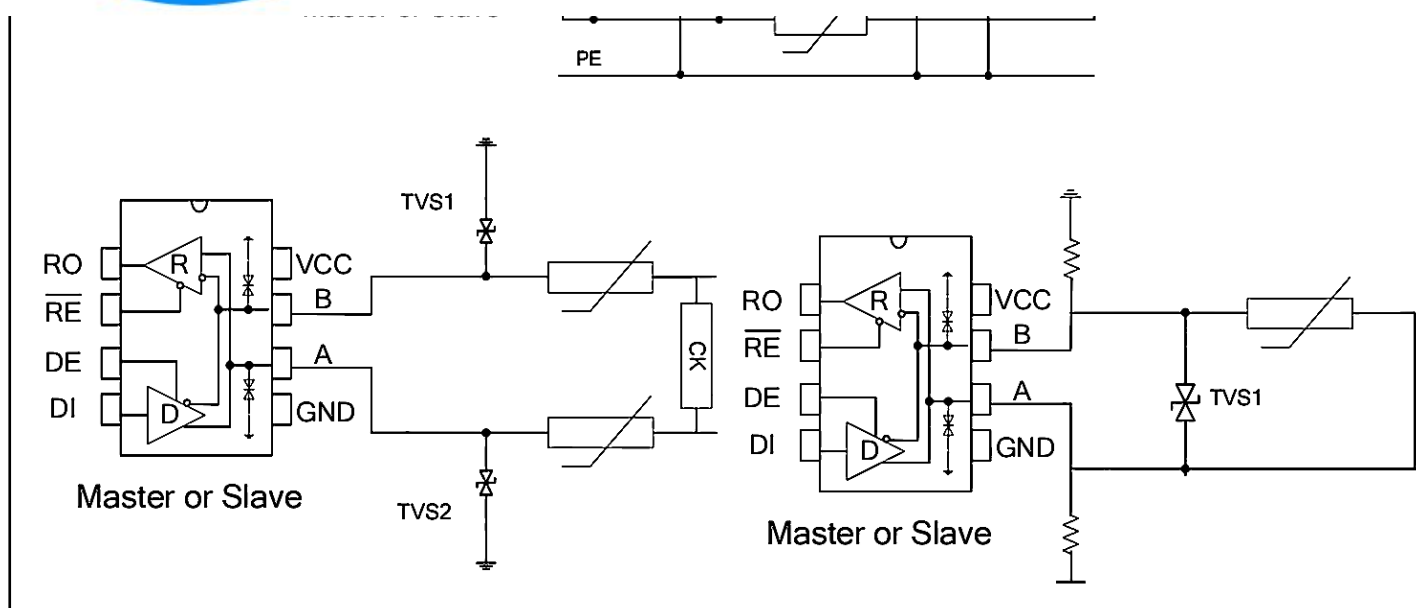 PE
TVS1
RO
VCC
RE
B
DE
A
DI
GND
R
D
CK
Master or Slave
TVS2
RO
VCC
RE
B
DE
A
DI
GND
R
D
TVS1
Master or Slave